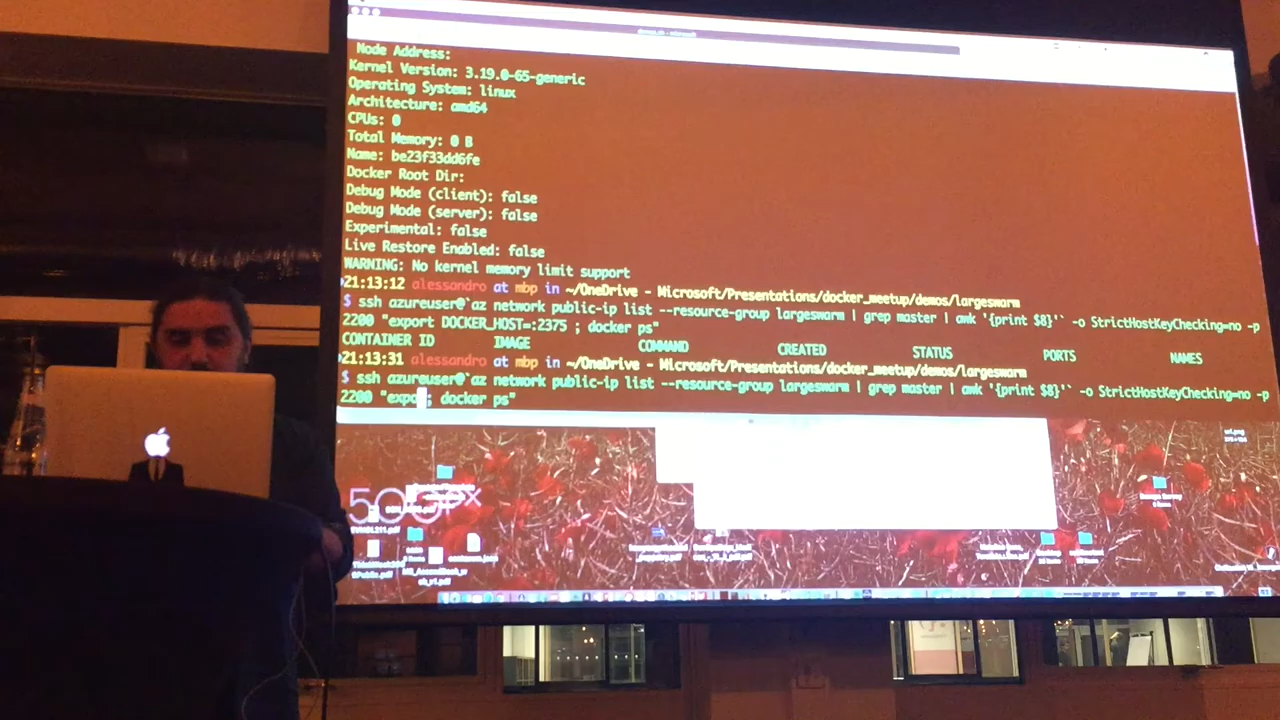 Node Address:
Kernel Version: 3.19.0-65-generic
Operating System: linux
Architecture: amd64
CPUs: 0
Total Memory: 0 B
Name: be23f33dd6fe
Docker Root Dir:
Debug Mode (client): false
Debug Mode (server): false
Experimental: false
Live Restore Enabled: false
WARNING: No kernel memory limit support
21:13:12 alessandro at mbp in ~/OneDrive - Microsoft/Presentations/docker_meetup/demos/largeswarm
$ ssh azureuser@`az network public-ip list --resource-group largeswarm | grep master | awk '{print $8}'` -o StrictHostKeyChecking=no -p
2200 "export DOCKER_HOST=:2375 ; docker ps"
CONTAINER ID IMAGE COMMAND CREATED STATUS PORTS NAMES
21:13:31 alessandro at mbp in ~/OneDrive - Microsoft/Presentations/docker_meetup/demos/largeswarm
$ ssh azureuser@`az network public-ip list --resource-group largeswarm | grep master | awk '{print $8}'` -o StrictHostKeyChecking=no -p
2200 "expo ; docker ps"
500px